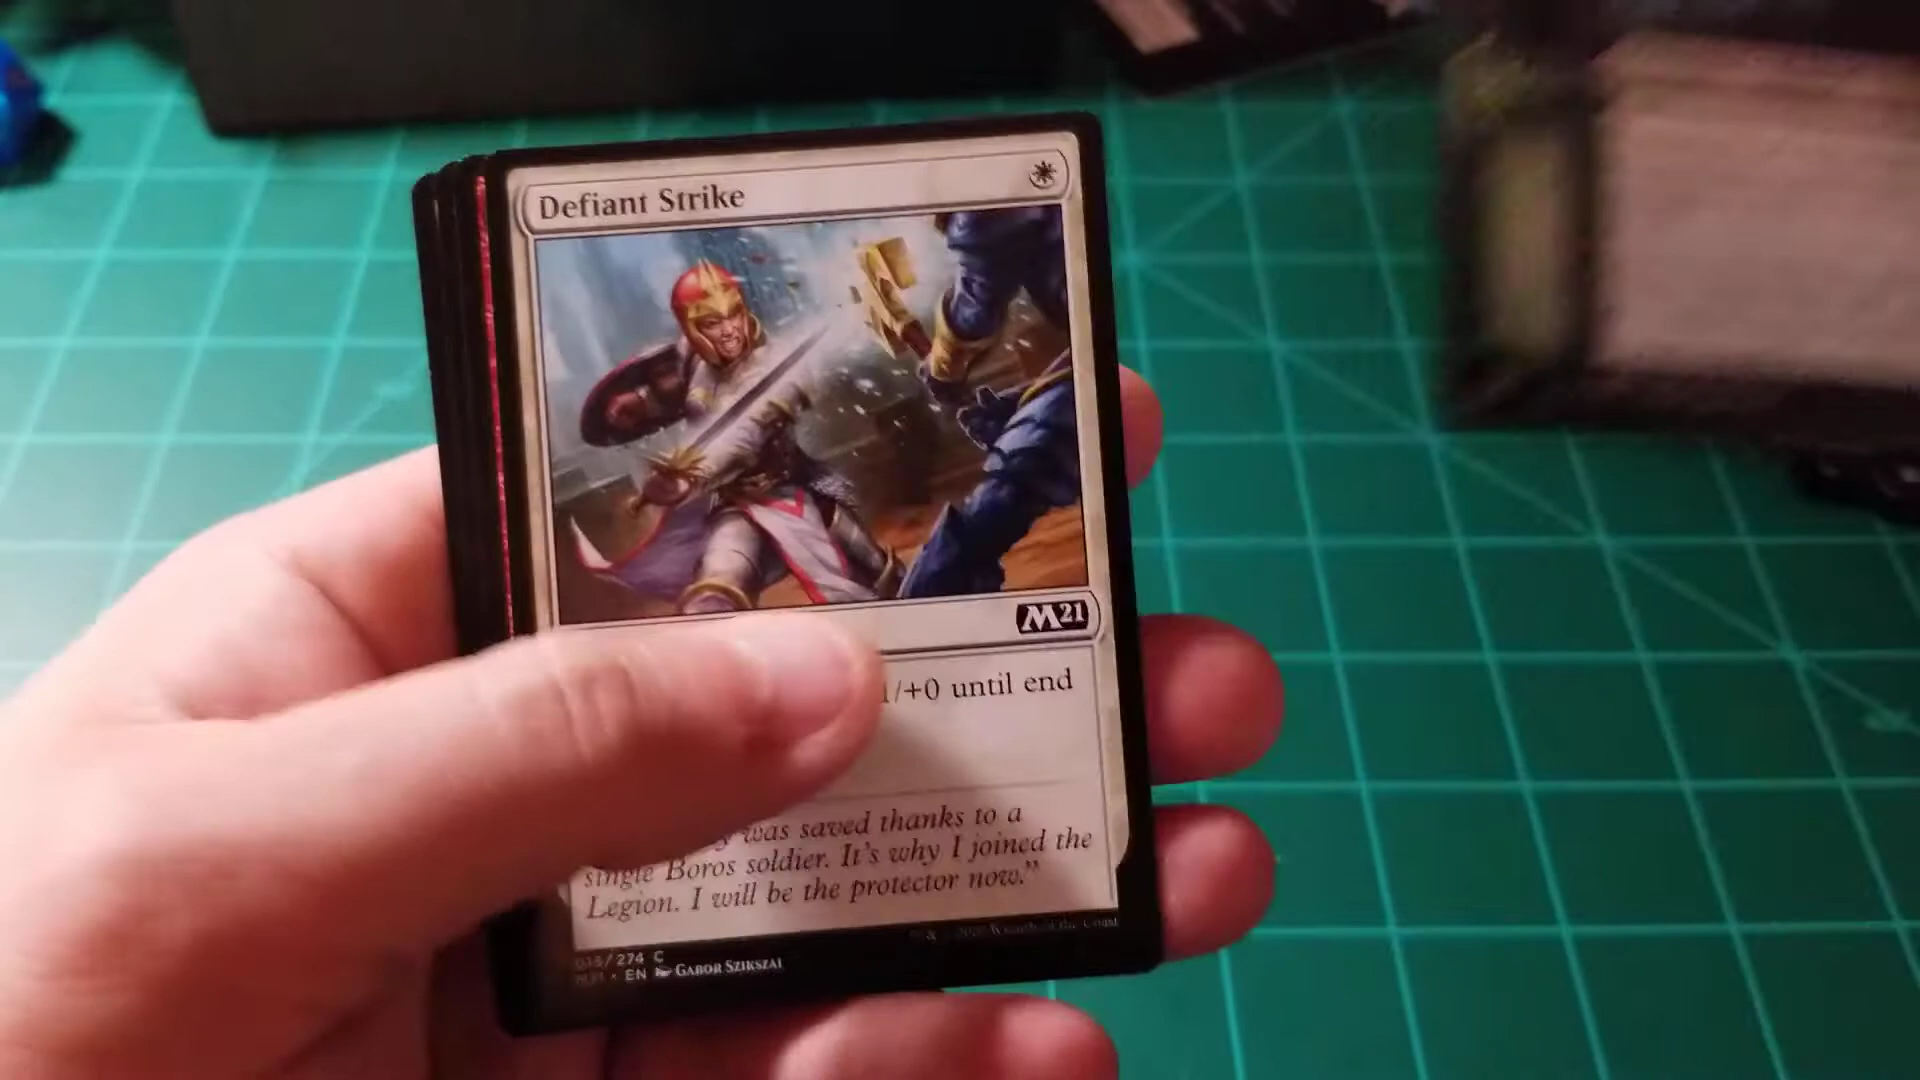 Defiant Strike
M21
1/+0 until end
was saved thanks to a
single Boros soldier. It's why I joined the
Legion. I will be the protector now."
/274 C
• EN GABOR SZIKSZAI